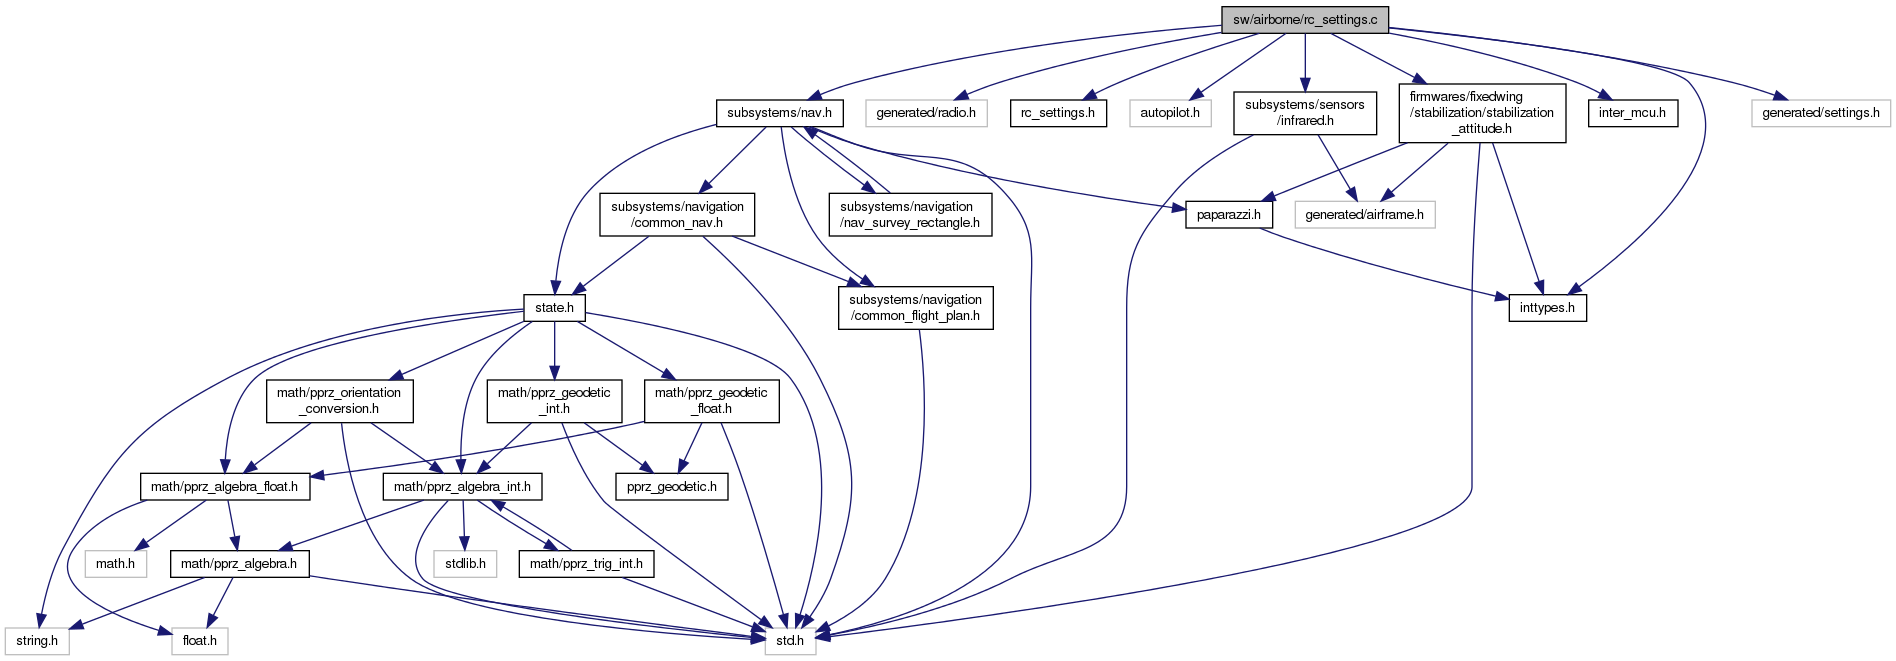 sw/airborne/rc_settings.c
subsystems/nav.h
generated/radio.h
rc_settings.h
autopilot.h
subsystems/sensors
/infrared.h
firmwares/fixedwing
/stabilization/stabilization
_attitude.h
inter_mcu.h
generated/settings.h
subsystems/navigation
/common_nav.h
subsystems/navigation
/nav_survey_rectangle.h
paparazzi.h
generated/airframe.h
state.h
subsystems/navigation
/common_flight_plan.h
inttypes.h
math/pprz_orientation
_conversion.h
math/pprz_geodetic
_int.h
math/pprz_geodetic
_float.h
math/pprz_algebra_float.h
math/pprz_algebra_int.h
pprz_geodetic.h
math.h
math/pprz_algebra.h
stdlib.h
math/pprz_trig_int.h
string.h
float.h
std.h